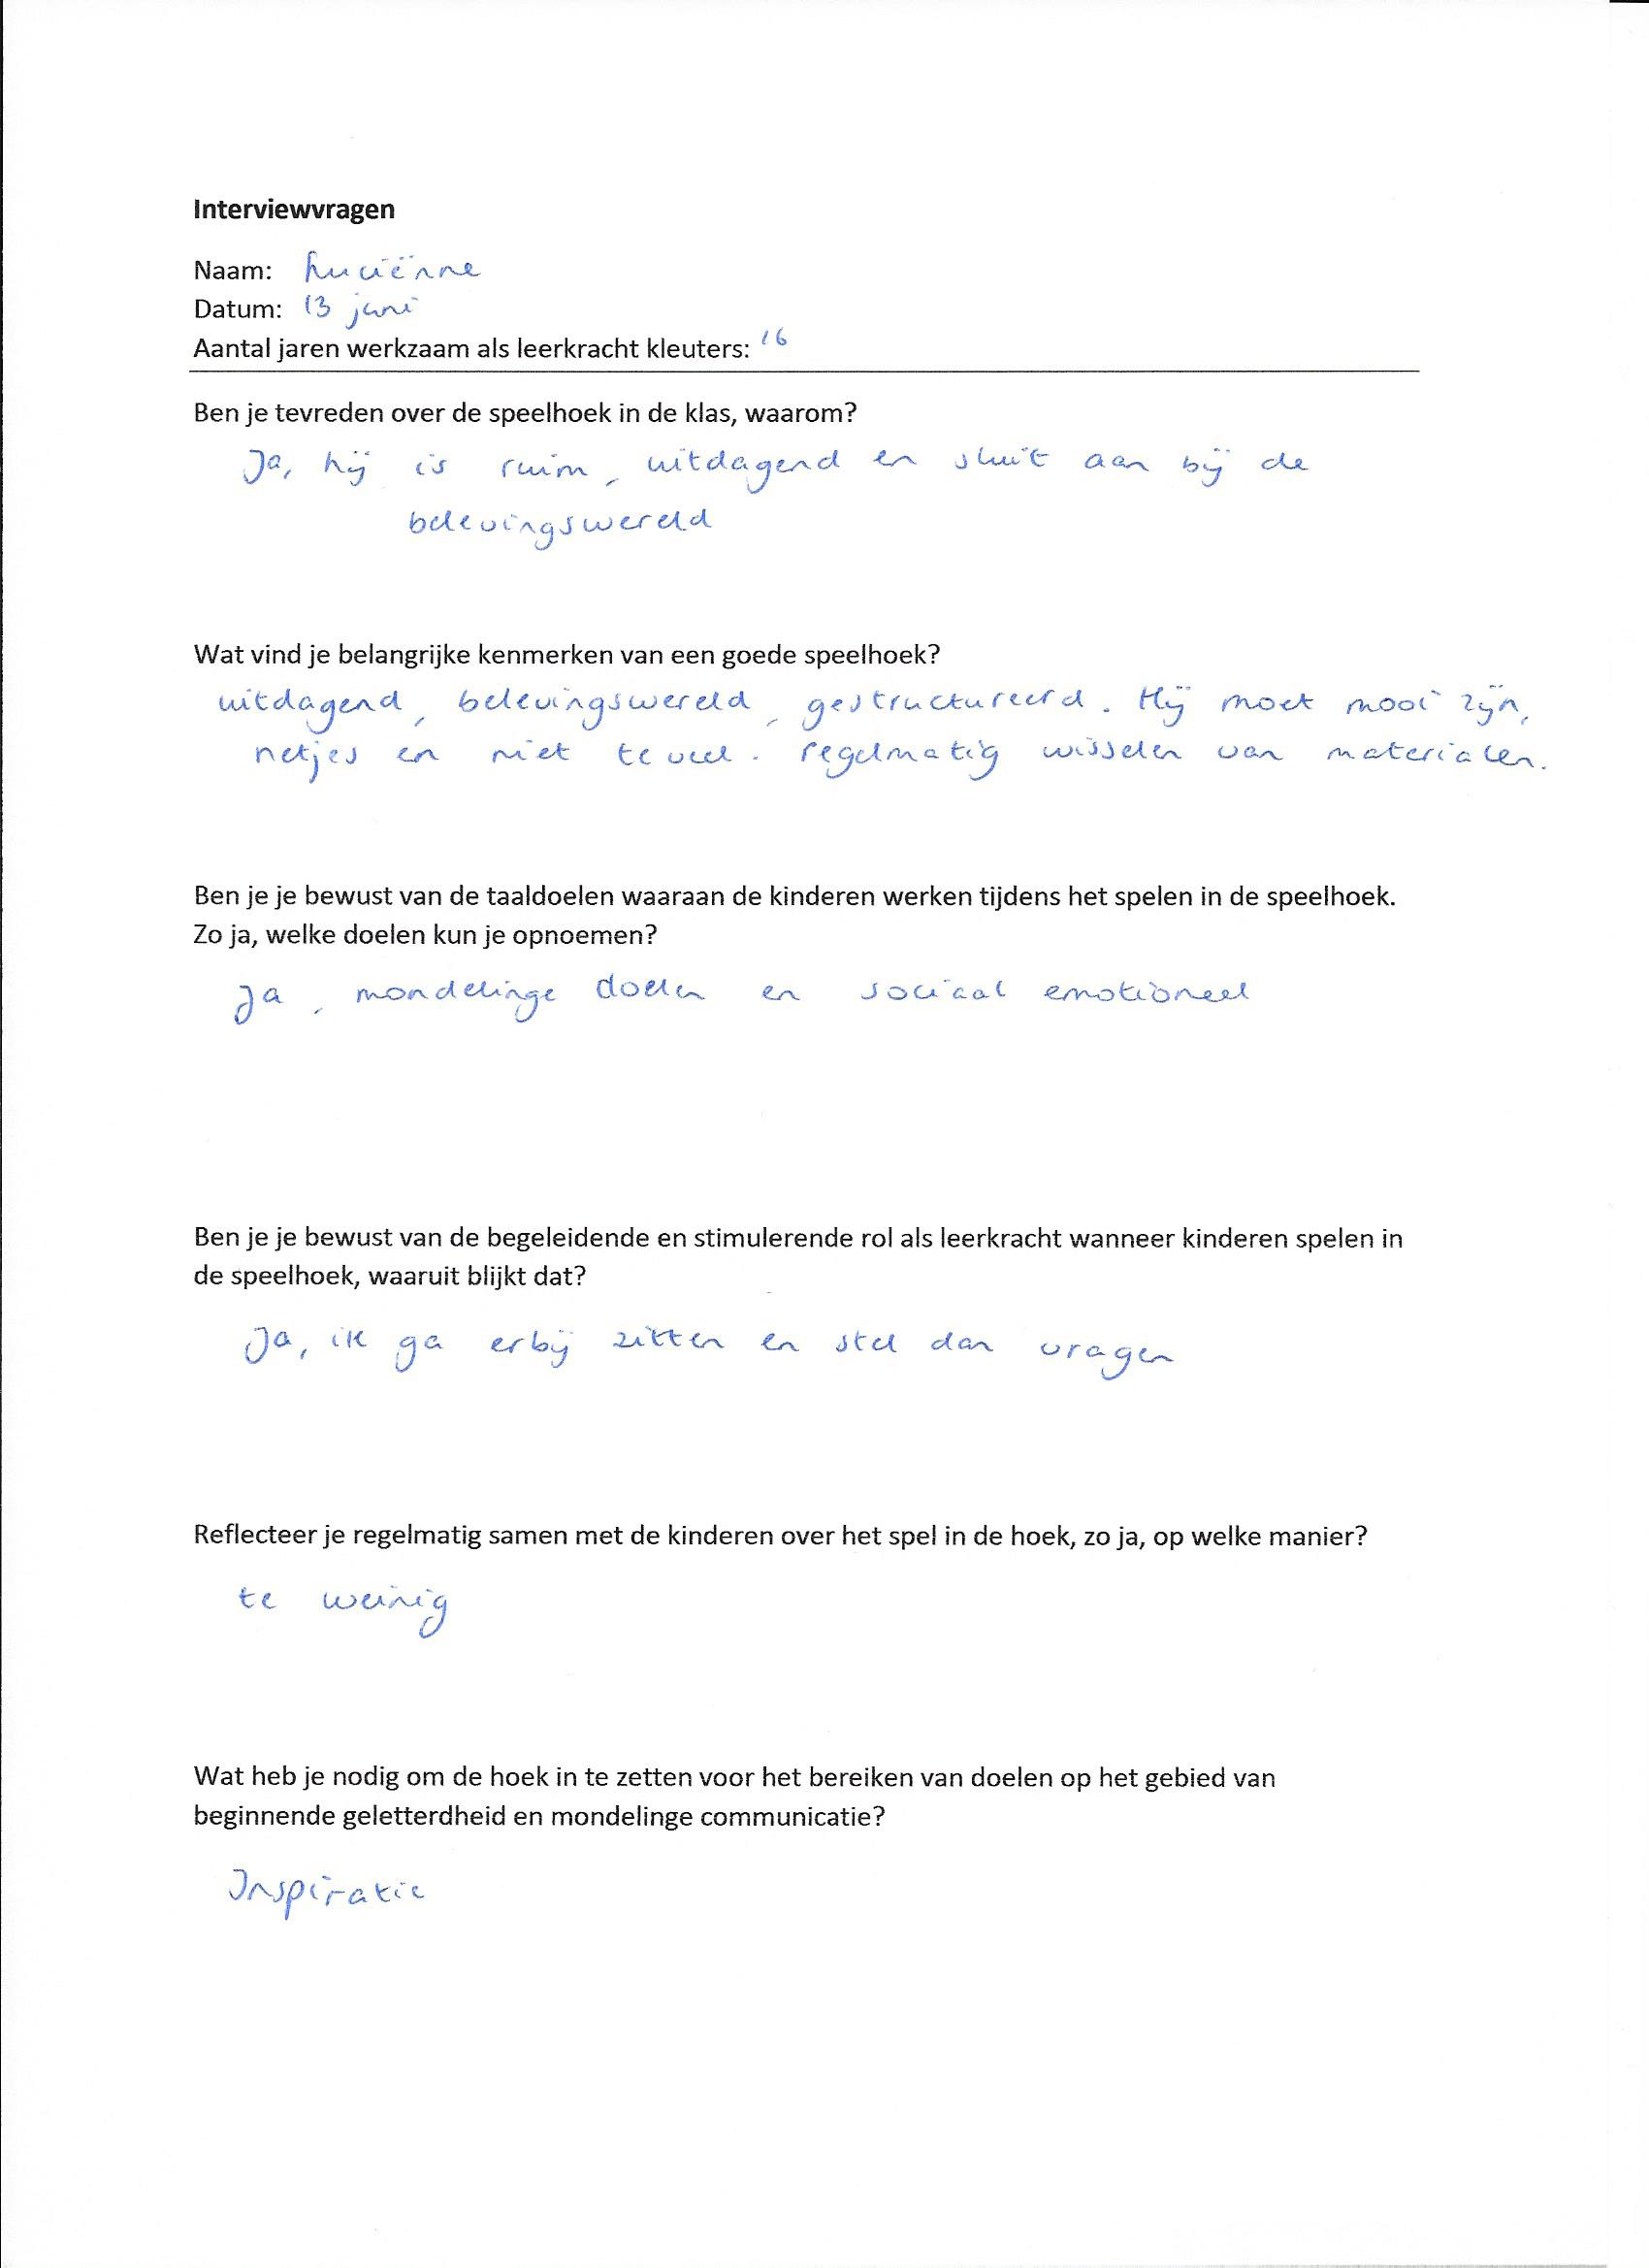 Interviewvragen
Naam: Luciënne
Datum: 13 juni
Aantal jaren werkzaam als leerkracht kleuters: 16
Ben je tevreden over de speelhoek in de klas, waarom?
Ja, hij is ruim, uitdagend en sluit aan bij de
belevingswereld
Wat vind je belangrijke kenmerken van een goede speelhoek?
uitdagend, belevingswereld, gestructureerd. Hij moet mooi zijn,
netjes en niet teveel. regelmatig wisselen van materialen.
Ben je je bewust van de taaldoelen waaraan de kinderen werken tijdens het spelen in de speelhoek.
Zo ja, welke doelen kun je opnoemen?
Ja, mondelinge doelen en sociaal emotioneel
Ben je je bewust van de begeleidende en stimulerende rol als leerkracht wanneer kinderen spelen in
de speelhoek, waaruit blijkt dat?
Ja, ik ga erbij zitten en stel dan vragen
Reflecteer je regelmatig samen met de kinderen over het spel in de hoek, zo ja, op welke manier?
te weinig
Wat heb je nodig om de hoek in te zetten voor het bereiken van doelen op het gebied van
beginnende geletterdheid en mondelinge communicatie?
Inspiratie